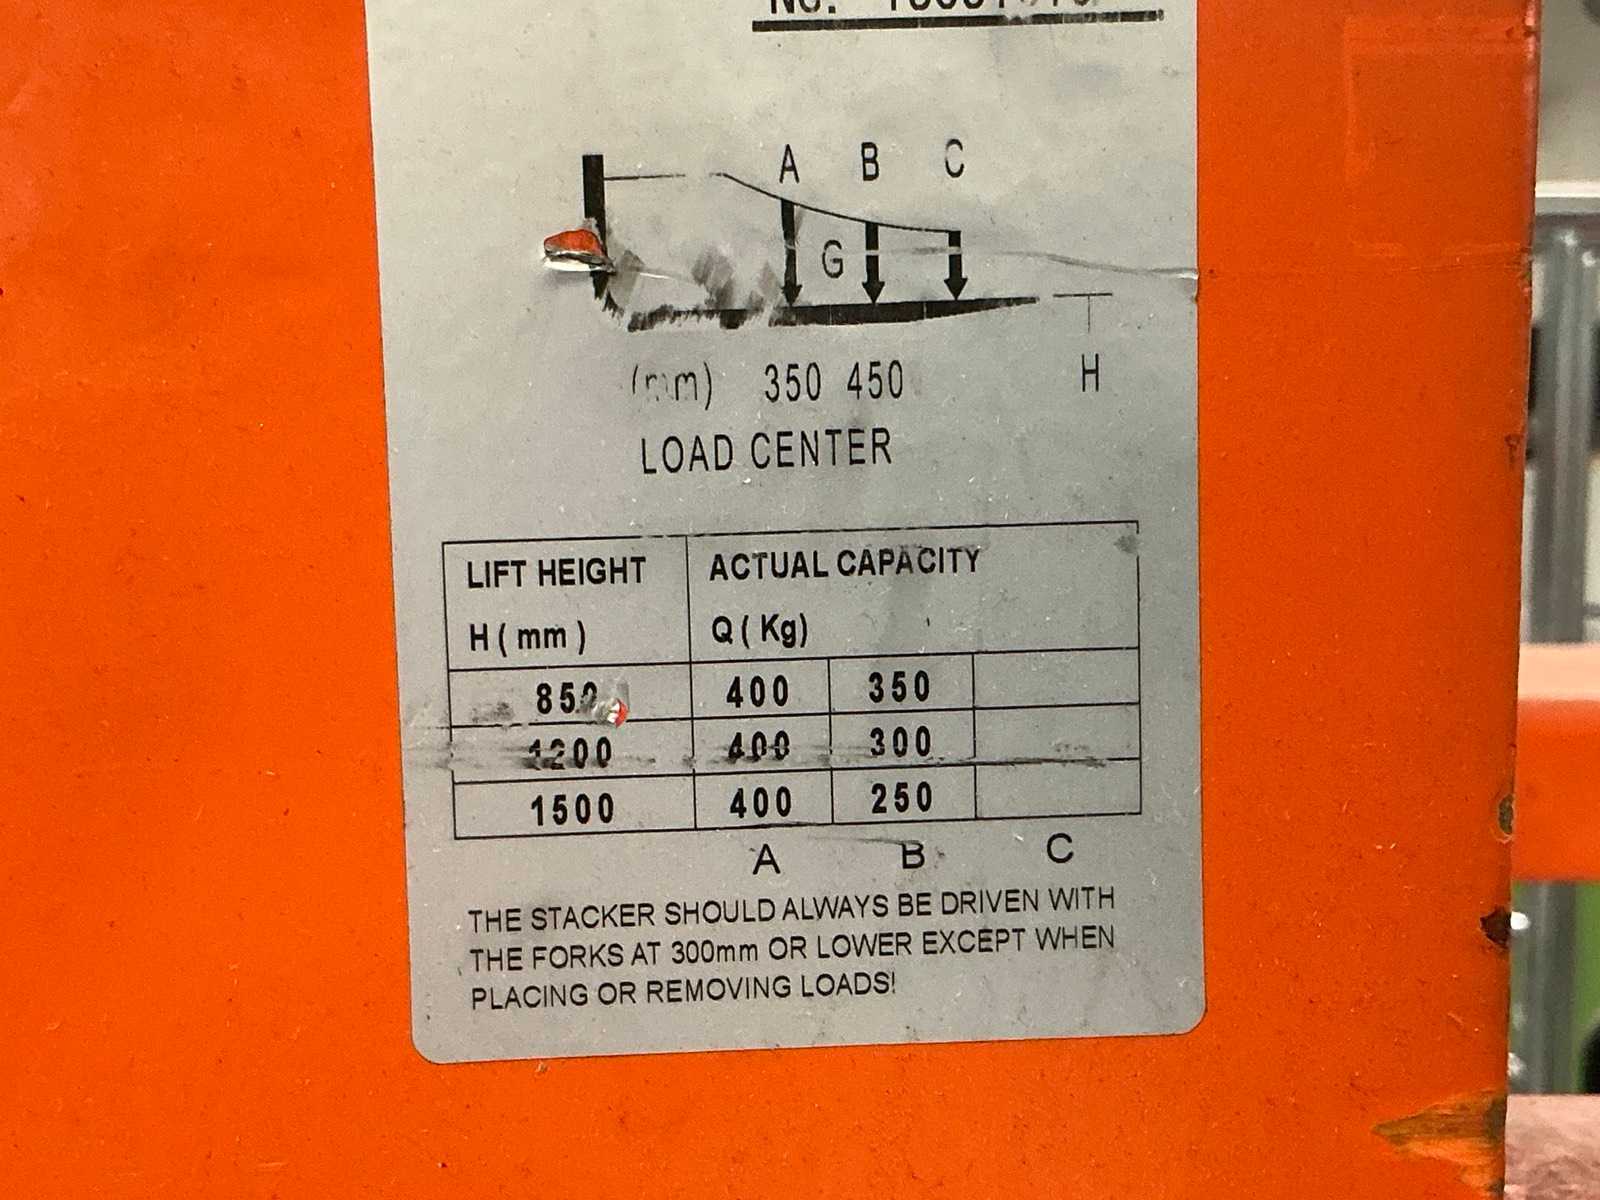 NO.
A B C
G
(mm) 350 450 H
LOAD CENTER
LIFT HEIGHT ACTUAL CAPACITY
H ( mm ) Q ( Kg)
850 400 350
1200 400 300
1500 400 250
A B C
THE STACKER SHOULD ALWAYS BE DRIVEN WITH
THE FORKS AT 300mm OR LOWER EXCEPT WHEN
PLACING OR REMOVING LOADS!